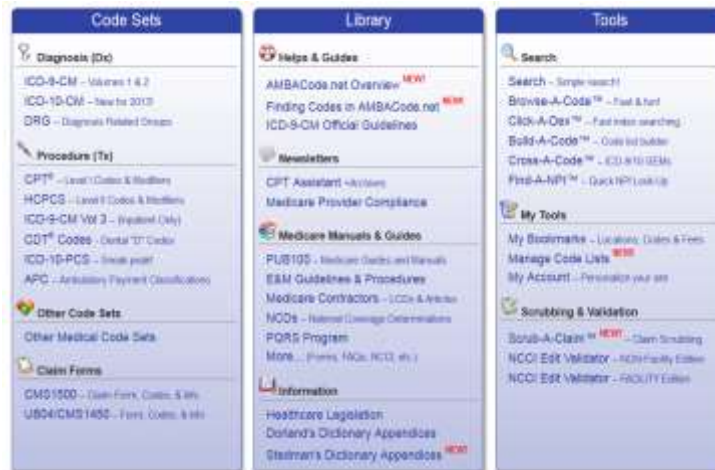 Code Sets
Diagnosis (Dx)
ICD-9-CM – Volumes 1 & 2
ICD-10-CM – New for 2013!
DRG – Diagnosis Related Groups
Procedure (Tx)
CPT® – Level I Codes & Modifiers
HCPCS – Level II Codes & Modifiers
ICD-9-CM Vol 3 – (Inpatient Only)
CDT® Codes – Dental "D" Codes
ICD-10-PCS – Sneak peak!
APC – Ambulatory Payment Classifications
Other Code Sets
Other Medical Code Sets
Claim Forms
CMS1500 – Claim Form, Codes, & Info
UB04/CMS1450 – Form, Codes, & Info
Library
Helps & Guides
AMBACode.net Overview NEW!
Finding Codes in AMBACode.net NEW!
ICD-9-CM Official Guidelines
Newsletters
CPT Assistant +Archives
Medicare Provider Compliance
Medicare Manuals & Guides
PUB100 – Medicare Guides and Manuals
E&M Guidelines & Procedures
Medicare Contractors – LCDs & Articles
NCDs – National Coverage Determinations
PQRS Program
More... (Forms, FAQs, NCCI, etc.)
Information
Healthcare Legislation
Dorland's Dictionary Appendices
Stedman's Dictionary Appendices NEW!
Tools
Search
Search – Simple search!
Browse-A-Code™ – Fast & fun!
Click-A-Dex™ – Fast index searching
Build-A-Code™ – Code list builder
Cross-A-Code™ – ICD 9/10 GEMs
Find-A-NPI™ – Quick NPI Look Up
My Tools
My Bookmarks – Locations, Codes & Fees
Manage Code Lists NEW!
My Account – Personalize your site
Scrubbing & Validation
Scrub-A-Claim™ NEW! – Claim Scrubbing
NCCI Edit Validator – NON-Facility Edition
NCCI Edit Validator – FACILITY Edition